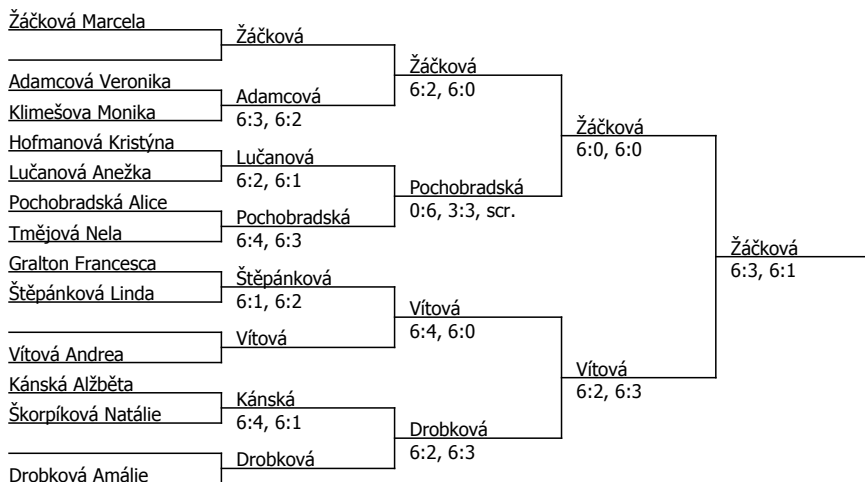 Žáčková Marcela
Žáčková
Žáčková
6:2, 6:0
Adamcová Veronika
Adamcová
6:3, 6:2
Klimešova Monika
Žáčková
6:0, 6:0
Hofmanová Kristýna
Lučanová
6:2, 6:1
Lučanová Anežka
Pochobradská
0:6, 3:3, scr.
Pochobradská Alice
Pochobradská
6:4, 6:3
Tmějová Nela
Žáčková
6:3, 6:1
Gralton Francesca
Štěpánková
6:1, 6:2
Štěpánková Linda
Vítová
6:4, 6:0
Vítová
Vítová Andrea
Vítová
6:2, 6:3
Kánská Alžběta
Kánská
6:4, 6:1
Škorpíková Natálie
Drobková
6:2, 6:3
Drobková
Drobková Amálie